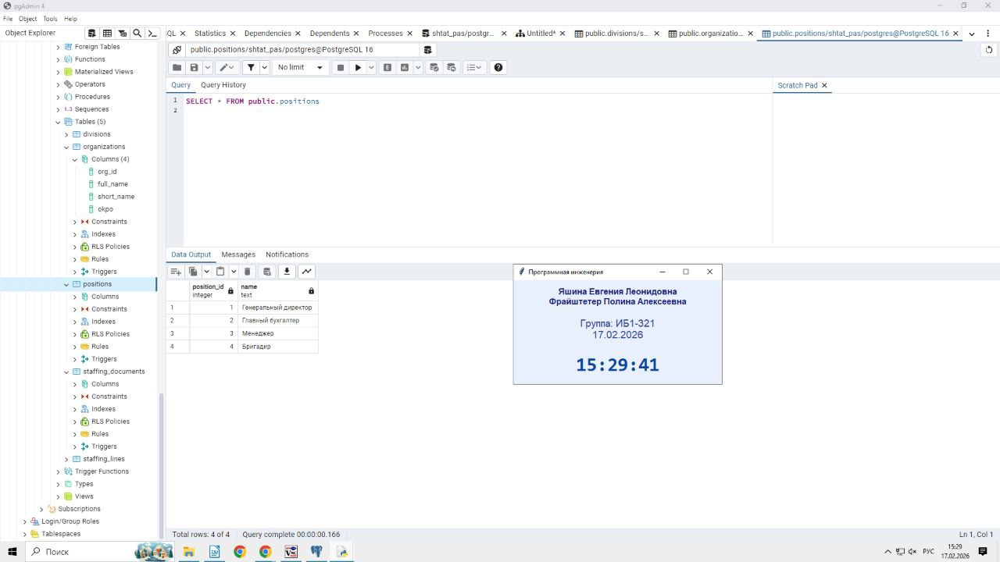 pgAdmin 4
File Object Tools Help
Object Explorer
QL Statistics Dependencies Dependents Processes shtat_pas/postgr... Untitled* public.divisions... public.organizatio... public.positions/shtat_pas/postgres@PostgreSQL 16
public.positions/shtat_pas/postgres@PostgreSQL 16
No limit
Query Query History
Scratch Pad
1 SELECT * FROM public.positions
2
Foreign Tables
Functions
Materialized Views
Operators
Procedures
1..3 Sequences
Tables (5)
divisions
organizations
Columns (4)
org_id
full_name
short_name
okpo
Constraints
Indexes
RLS Policies
Rules
Triggers
positions
Columns
Constraints
Indexes
RLS Policies
Rules
Triggers
staffing_documents
Columns
Constraints
Indexes
RLS Policies
Rules
Triggers
staffing_lines
Trigger Functions
Types
Views
Subscriptions
Login/Group Roles
Tablespaces
Data Output Messages Notifications
position_id name
integer text
1 1 Генеральный директор
2 2 Главный бухгалтер
3 3 Менеджер
4 4 Бригадир
Программная инженерия
Яшина Евгения Леонидовна
Фрайштетер Полина Алексеевна
Группа: ИБ1-321
17.02.2026
15:29:41
Total rows: 4 of 4 Query complete 00:00:00.166 Ln 1, Col 1
Поиск
РУС
15:29
17.02.2026